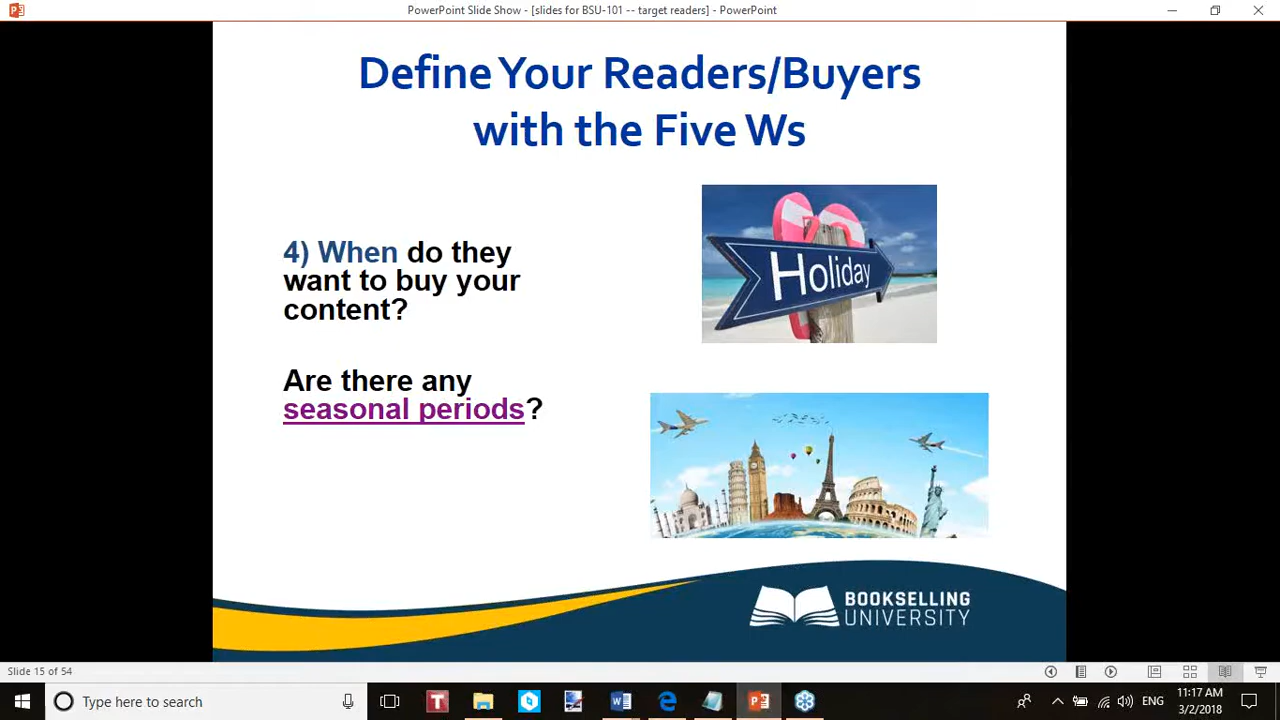 PowerPoint Slide Show - [slides for BSU-101 -- target readers] - PowerPoint
Define Your Readers/Buyers
with the Five Ws
4) When do they
want to buy your
content?
Are there any
seasonal periods?
Holiday
BOOKSELLING
UNIVERSITY
Slide 15 of 54
Type here to search
ENG
11:17 AM
3/2/2018